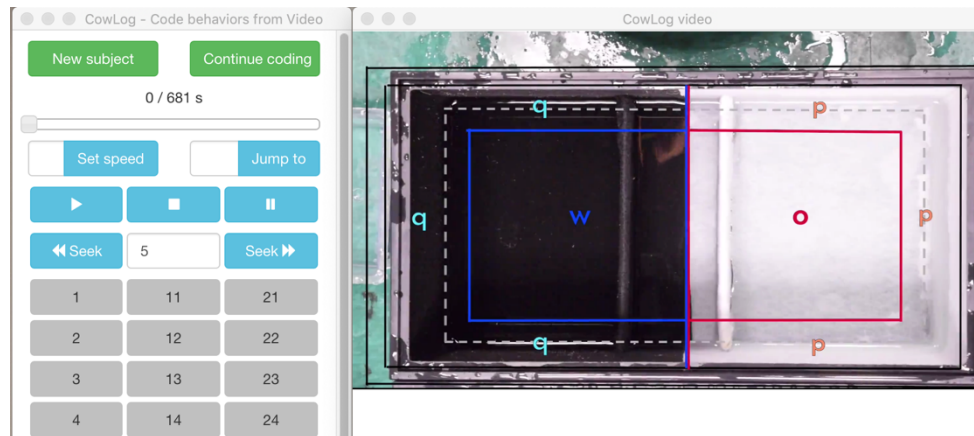 CowLog - Code behaviors from Video
New subject
Continue coding
0 / 681 s
Set speed
Jump to
Seek
5
Seek
1 11 21
2 12 22
3 13 23
4 14 24
CowLog video
q p
q w o p
q p